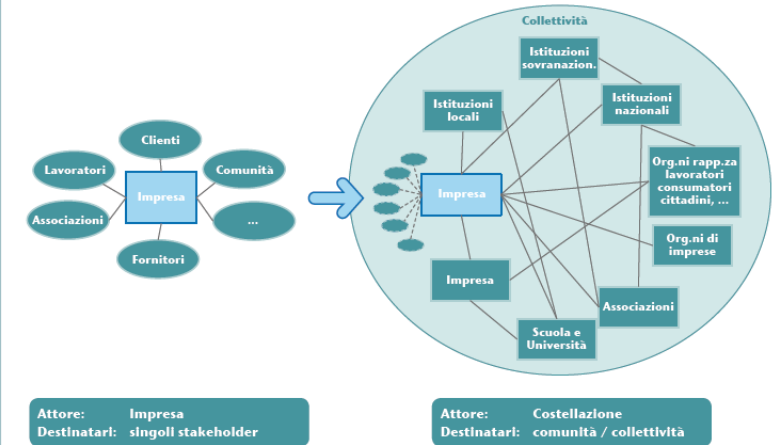 Collettività
Istituzioni
sovranazion.
Istituzioni
nazionali
Istituzioni
locali
Clienti
Lavoratori
Comunità
Impresa
Associazioni
...
Fornitori
Impresa
Org.ni rapp.za
lavoratori
consumatori
cittadini, ...
Org.ni di
imprese
Impresa
Associazioni
Scuola e
Università
Attore: Impresa
Destinatari: singoli stakeholder
Attore: Costellazione
Destinatari: comunità / collettività